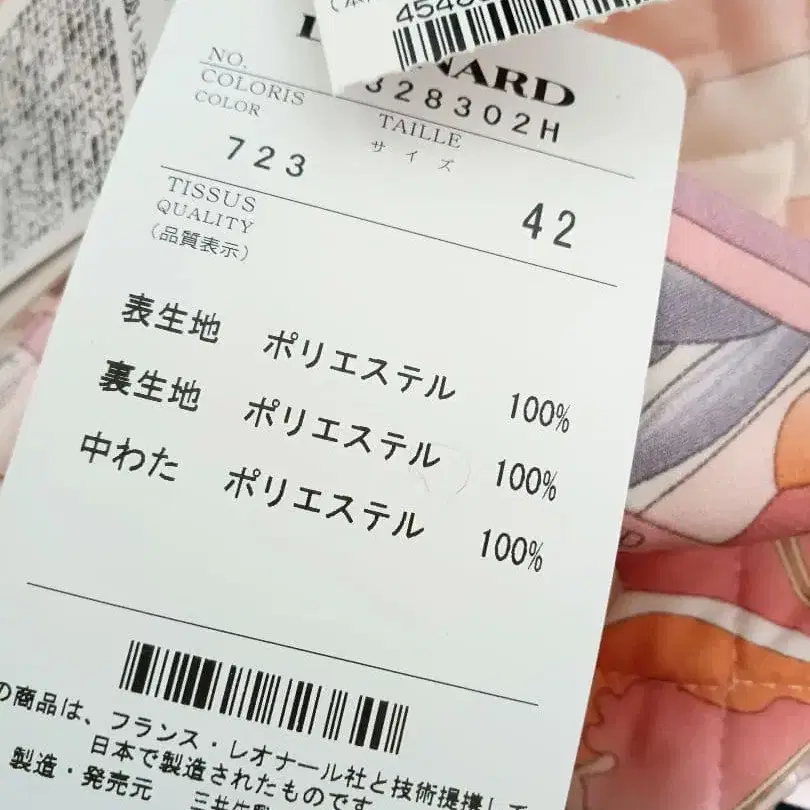 NARD
NO.
328302H
COLORIS
COLOR
TAILLE
サイズ
723
42
TISSUS
QUALITY
(品質表示)
表生地 ポリエステル 100%
裏生地 ポリエステル 100%
中わた ポリエステル 100%
の商品は、フランス・レオナール社と技術提携して
日本で製造されたものです
製造・発売元